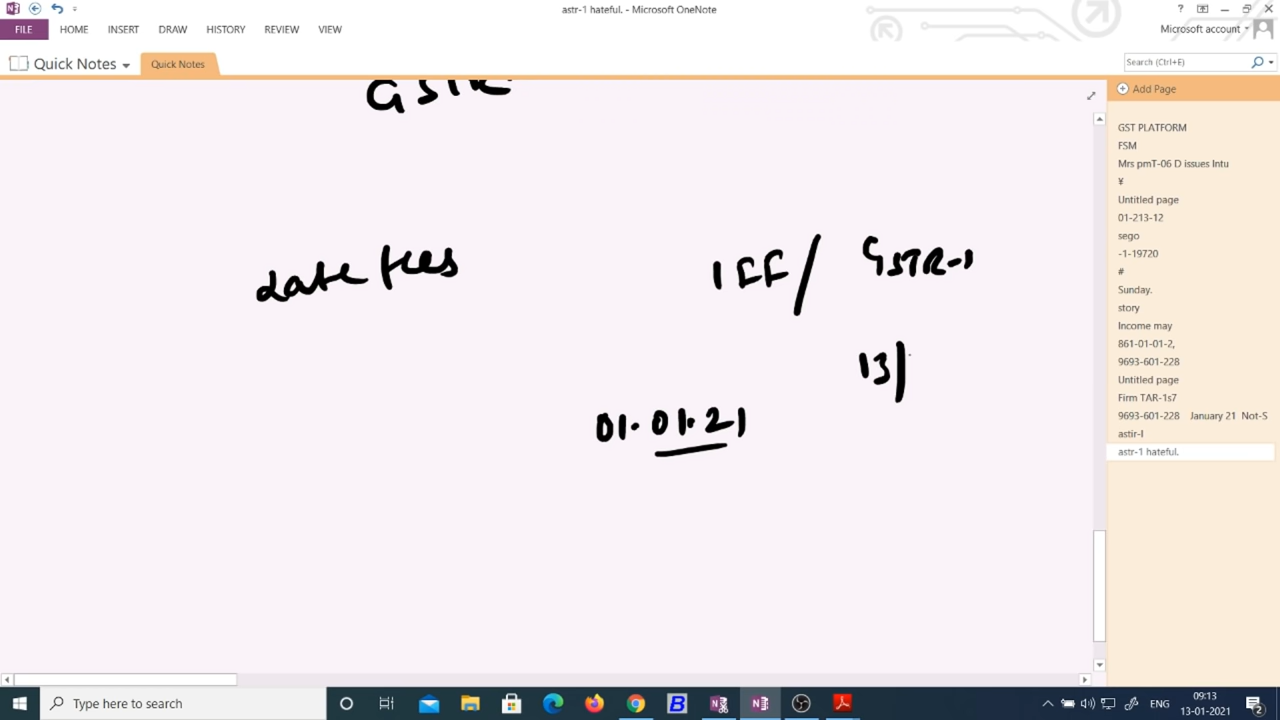 astr-1 hateful. - Microsoft OneNote
?
Microsoft account
FILE HOME INSERT DRAW HISTORY REVIEW VIEW
Quick Notes
Quick Notes
Search (Ctrl+E)
Add Page
GST PLATFORM
FSM
Mrs pmT-06 D issues Intu
¥
Untitled page
01-213-12
sego
-1-19720
#
Sunday.
story
Income may
861-01-01-2,
9693-601-228
Untitled page
Firm TAR-1s7
9693-601-228 January 21 Not-S
astir-I
astr-1 hateful.
GSTR
Late fees
IFF/ GSTR-1
13/
01.01.21
Type here to search
ENG
09:13
13-01-2021
2